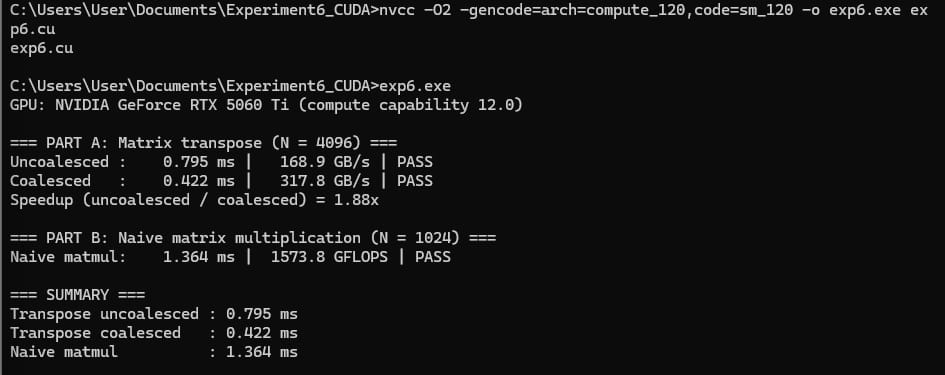 C:\Users\User\Documents\Experiment6_CUDA>nvcc -O2 -gencode=arch=compute_120,code=sm_120 -o exp6.exe ex
p6.cu
exp6.cu
C:\Users\User\Documents\Experiment6_CUDA>exp6.exe
GPU: NVIDIA GeForce RTX 5060 Ti (compute capability 12.0)
=== PART A: Matrix transpose (N = 4096) ===
Uncoalesced :    0.795 ms |   168.9 GB/s | PASS
Coalesced   :    0.422 ms |   317.8 GB/s | PASS
Speedup (uncoalesced / coalesced) = 1.88x
=== PART B: Naive matrix multiplication (N = 1024) ===
Naive matmul:    1.364 ms |  1573.8 GFLOPS | PASS
=== SUMMARY ===
Transpose uncoalesced : 0.795 ms
Transpose coalesced   : 0.422 ms
Naive matmul          : 1.364 ms